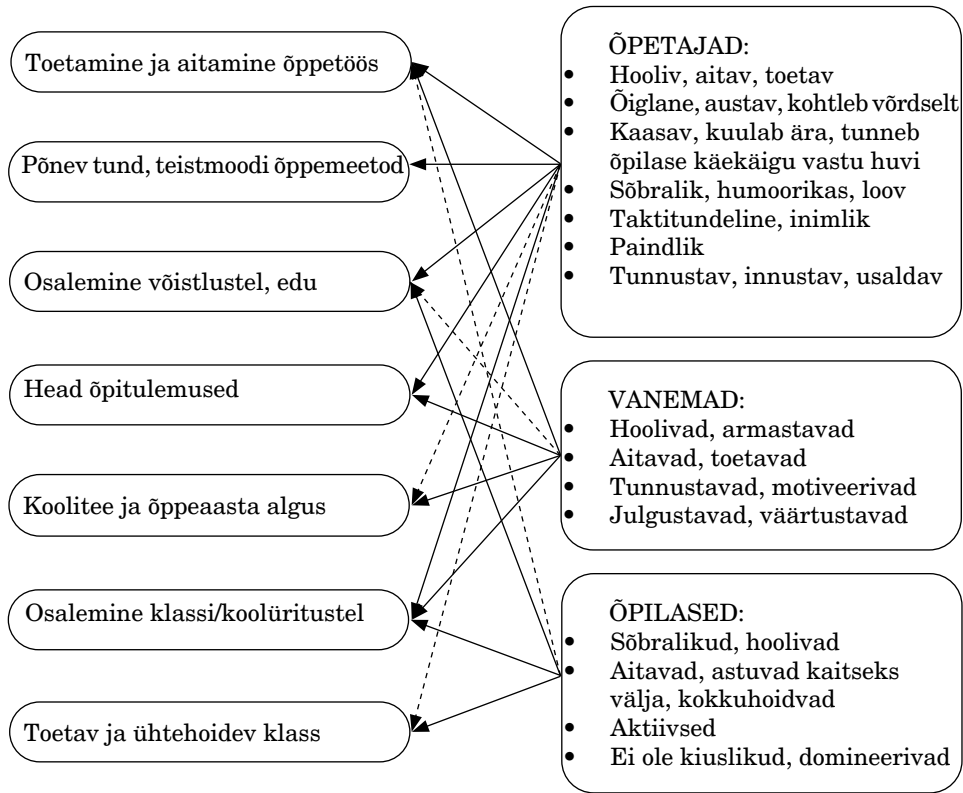 Toetamine ja aitamine õppetöös
Põnev tund, teistmoodi õppemeetod
Osalemine võistlustel, edu
Head õpitulemused
Koolitee ja õppeaasta algus
Osalemine klassi/koolüritustel
Toetav ja ühtehoidev klass
ÕPETAJAD:
• Hooliv, aitav, toetav
• Õiglane, austav, kohtleb võrdselt
• Kaasav, kuulab ära, tunneb
õpilase käekäigu vastu huvi
• Sõbralik, humoorikas, loov
• Taktitundeline, inimlik
• Paindlik
• Tunnustav, innustav, usaldav
VANEMAD:
• Hoolivad, armastavad
• Aitavad, toetavad
• Tunnustavad, motiveerivad
• Julgustavad, väärtustavad
ÕPILASED:
• Sõbralikud, hoolivad
• Aitavad, astuvad kaitseks
välja, kokkuhoidvad
• Aktiivsed
• Ei ole kiuslikud, domineerivad